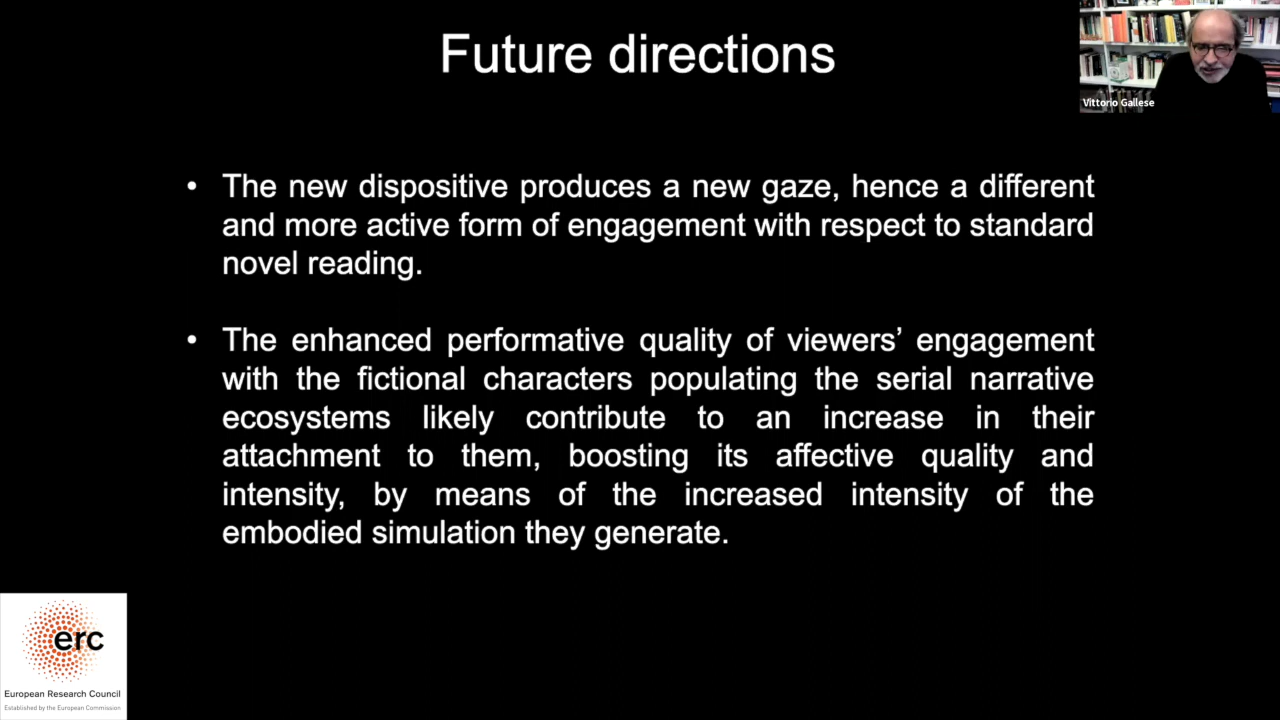 Future directions
Vittorio Gallese
• The new dispositive produces a new gaze, hence a different
and more active form of engagement with respect to standard
novel reading.
• The enhanced performative quality of viewers’ engagement
with the fictional characters populating the serial narrative
ecosystems likely contribute to an increase in their
attachment to them, boosting its affective quality and
intensity, by means of the increased intensity of the
embodied simulation they generate.
erc
European Research Council
Established by the European Commission